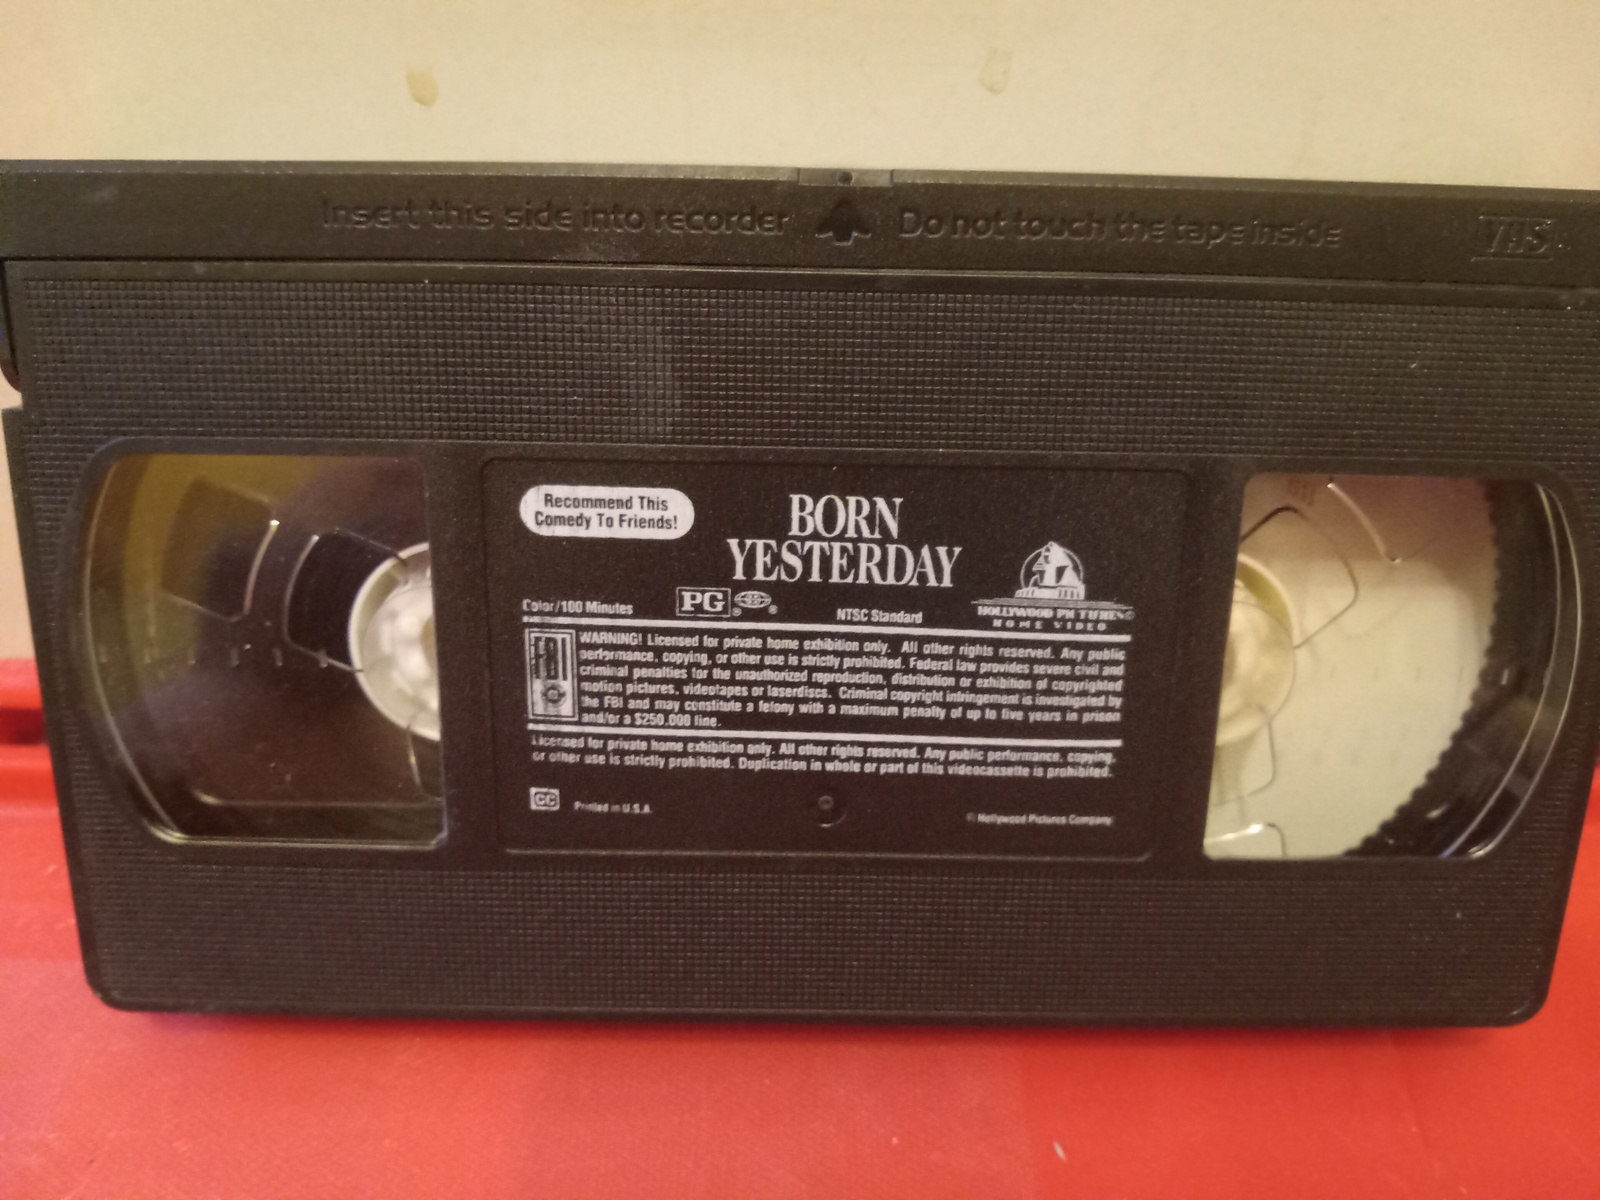 Insert this side into recorder Do not touch the tape inside VHS
Recommend This
Comedy To Friends!
BORN
YESTERDAY
Color/100 Minutes PG ® ® NTSC Standard
HOLLYWOOD PICTURES
HOME VIDEO
FBI
WARNING! Licensed for private home exhibition only. All other rights reserved. Any public
performance, copying, or other use is strictly prohibited. Federal law provides severe civil and
criminal penalties for the unauthorized reproduction, distribution or exhibition of copyrighted
motion pictures, videotapes or laserdiscs. Criminal copyright infringement is investigated by
the FBI and may constitute a felony with a maximum penalty of up to five years in prison
and/or a $250,000 fine.
Licensed for private home exhibition only. All other rights reserved. Any public performance, copying,
or other use is strictly prohibited. Duplication in whole or part of this videocassette is prohibited.
CC Printed in U.S.A. © Hollywood Pictures Company